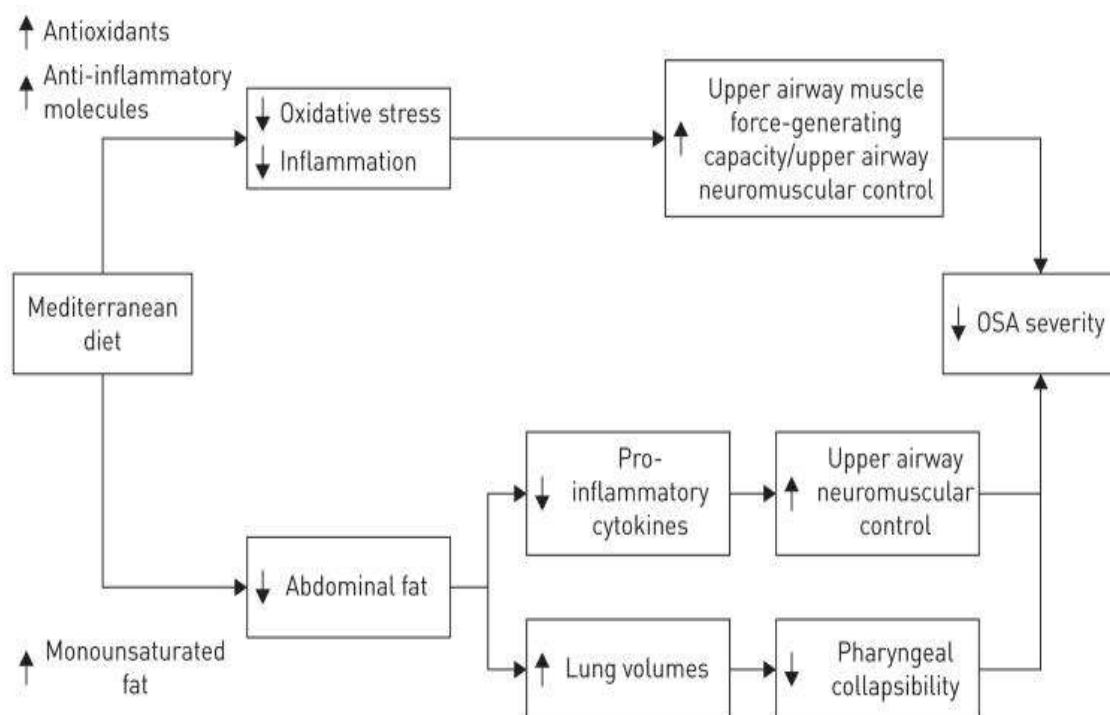 ↑ Antioxidants
↑ Anti-inflammatory
molecules
↓ Oxidative stress
↓ Inflammation
Upper airway muscle
force-generating
↑ capacity/upper airway
neuromuscular control
Mediterranean
diet
↓ OSA severity
Pro-
↓ inflammatory
cytokines
Upper airway
↑ neuromuscular
control
↓ Abdominal fat
↑ Monounsaturated
fat
↑ Lung volumes
↓ Pharyngeal
collapsibility